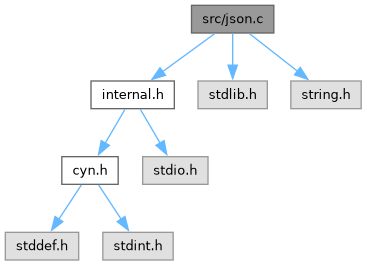 src/json.c
internal.h
stdlib.h
string.h
cyn.h
stdio.h
stddef.h
stdint.h